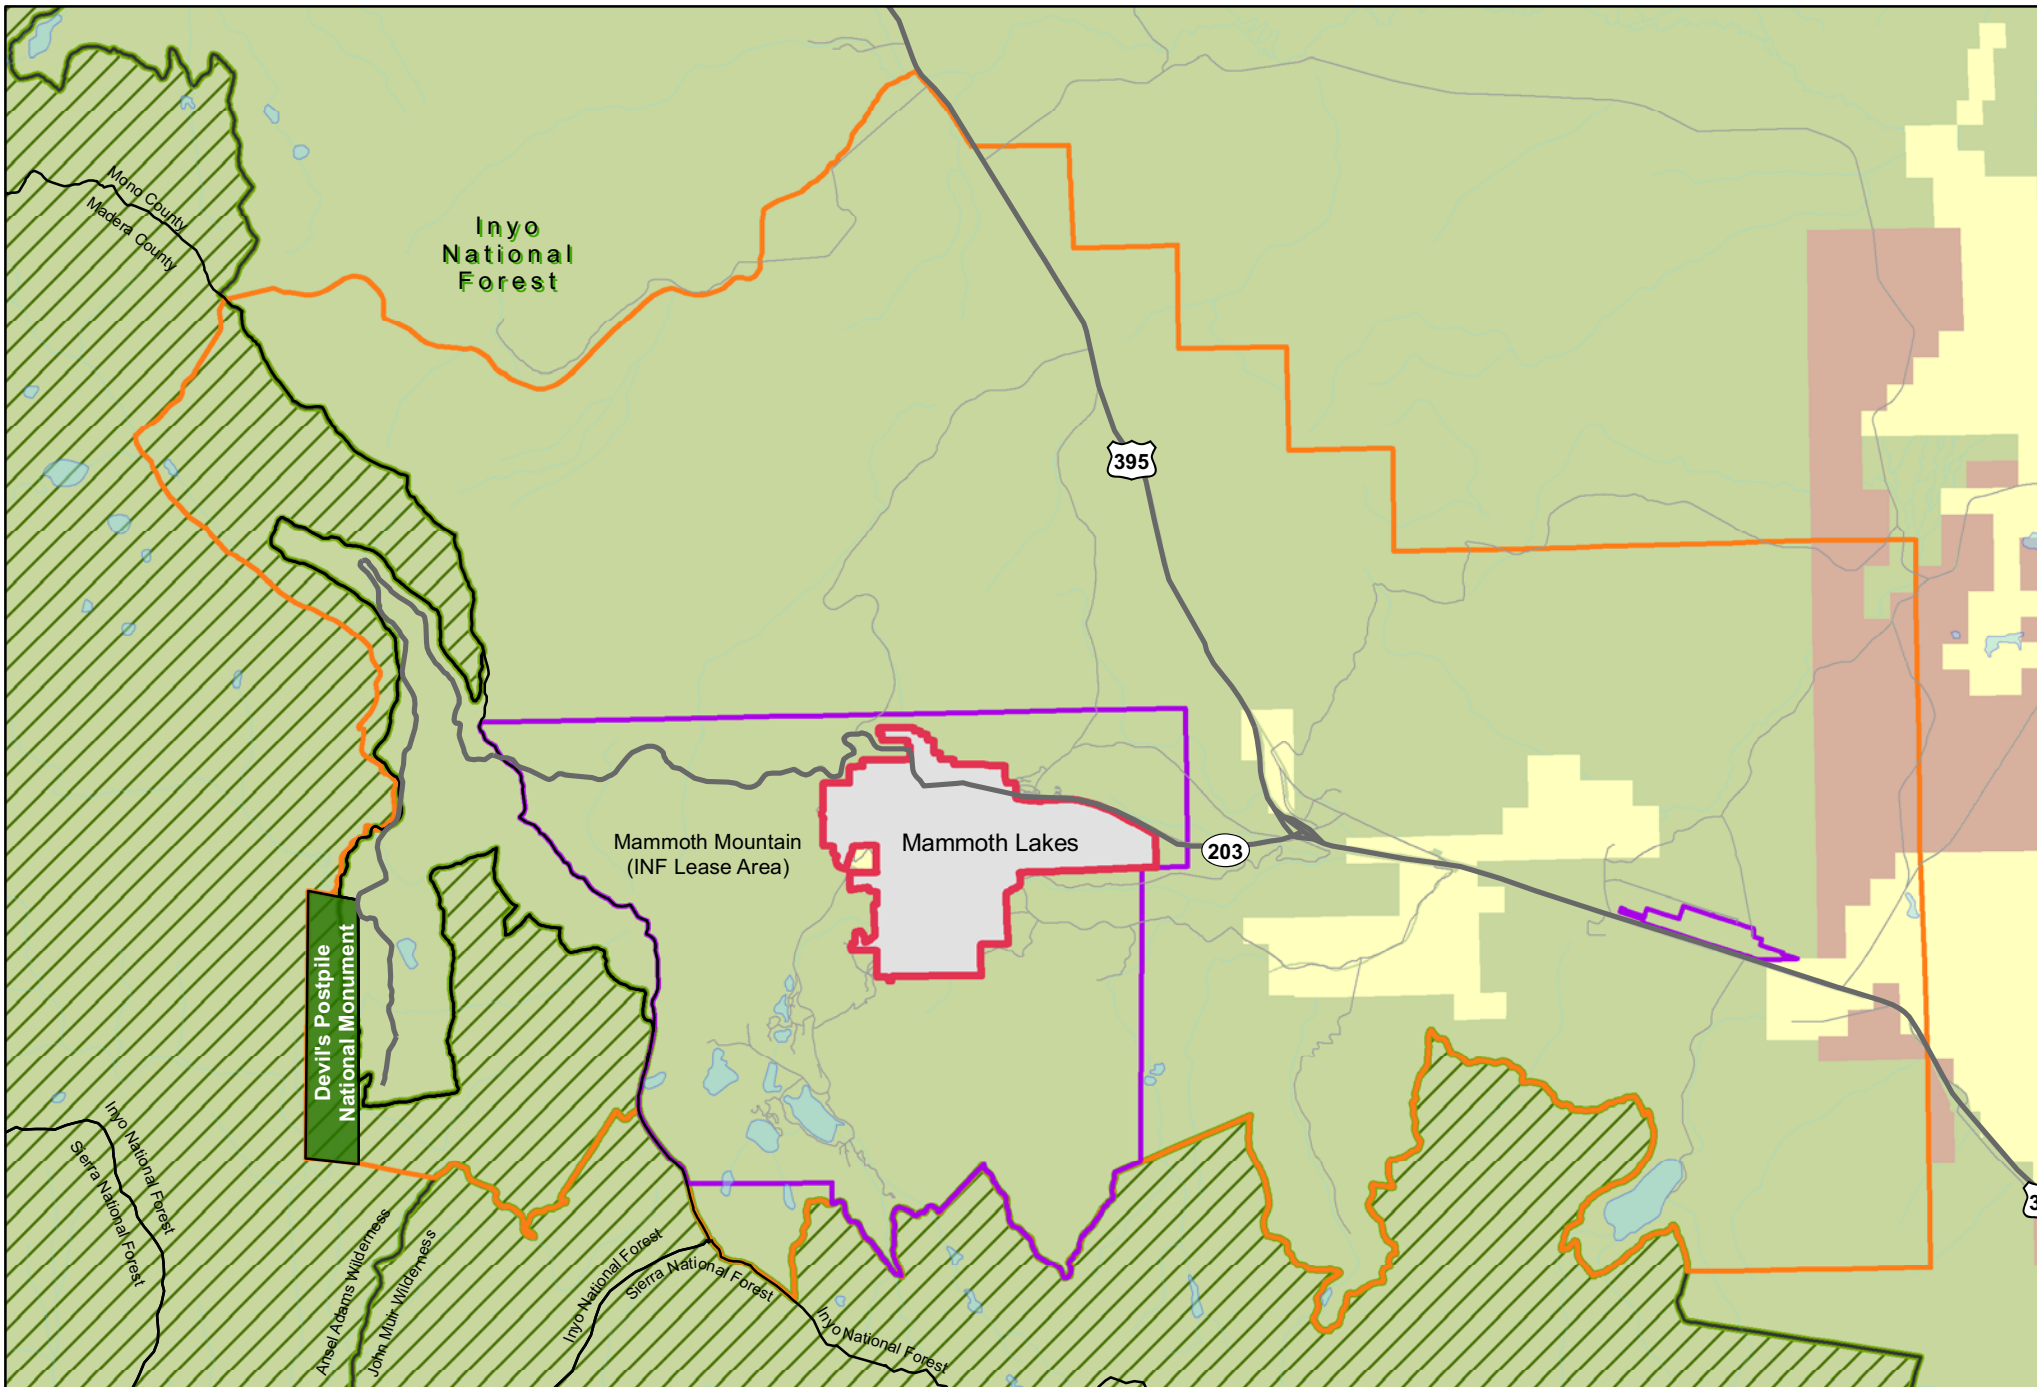 Mono County
Madera County
Inyo
National
Forest
395
Mammoth Mountain
(INF Lease Area)
Mammoth Lakes
203
Devil's Postpile
National Monument
Inyo National Forest
Sierra National Forest
Ansel Adams Wilderness
John Muir Wilderness
Inyo National Forest
Sierra National Forest
Inyo National Forest
3